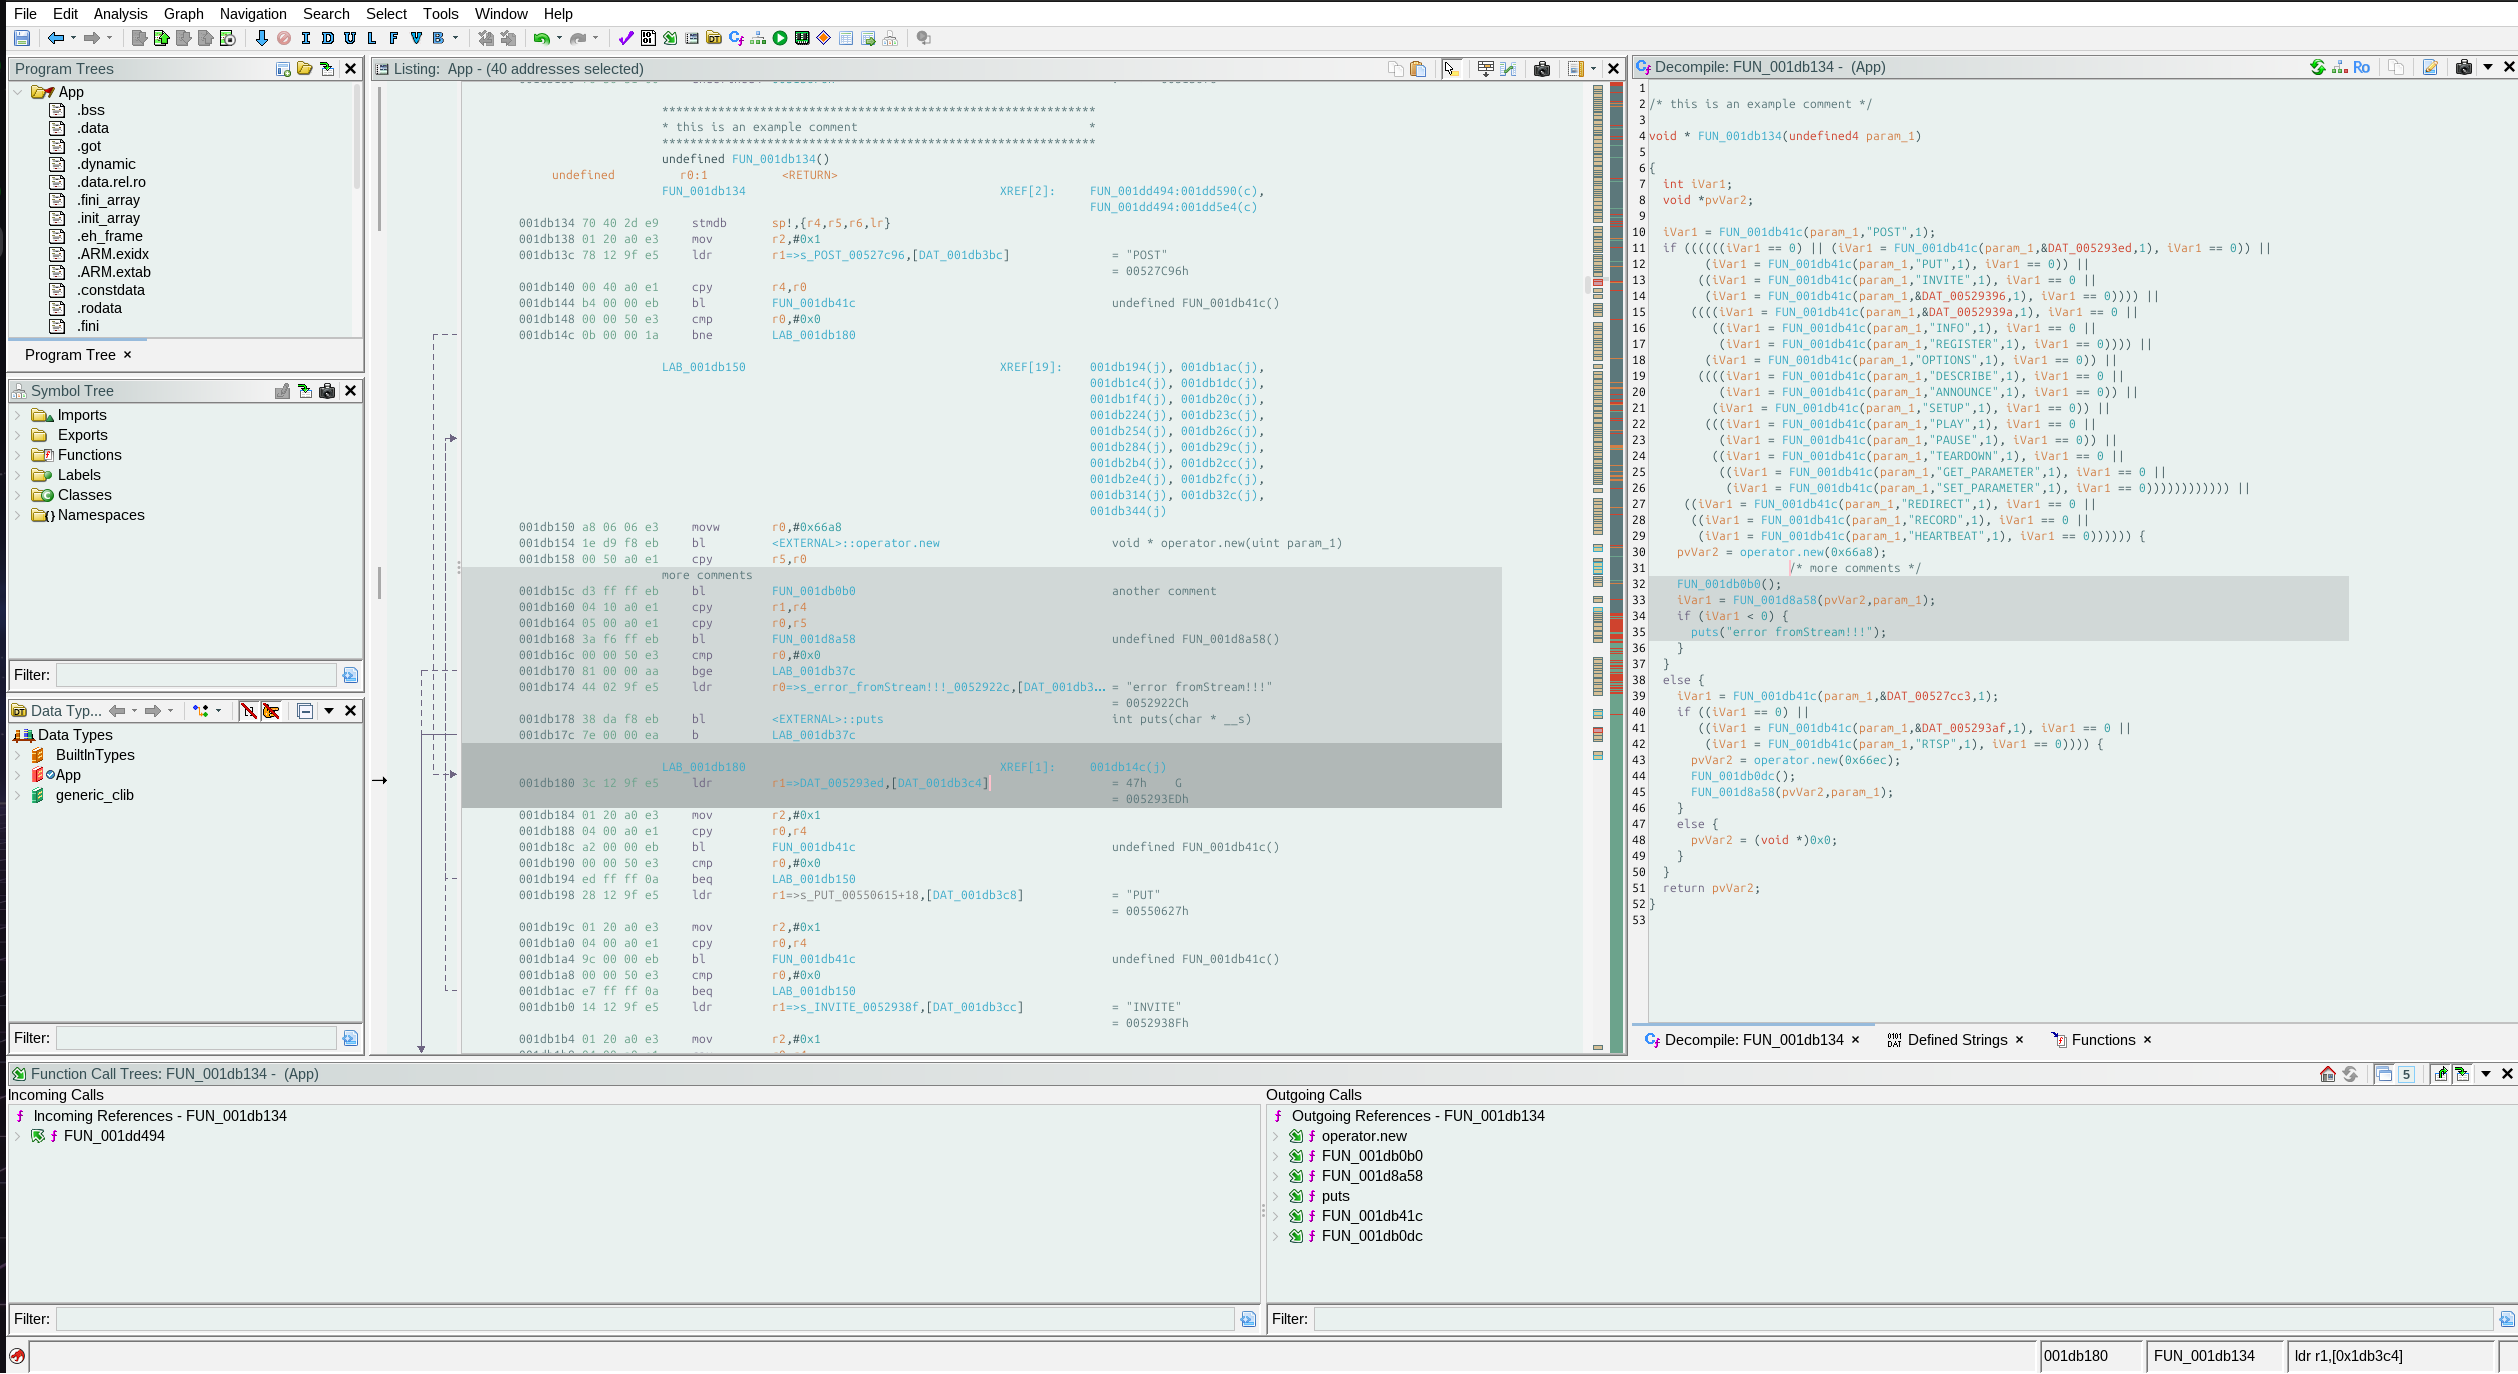 File Edit Analysis Graph Navigation Search Select Tools Window Help
I D U L F V B
Program Trees
App
.bss
.data
.got
.dynamic
.data.rel.ro
.fini_array
.init_array
.eh_frame
.ARM.exidx
.ARM.extab
.constdata
.rodata
.fini
Program Tree ×
Symbol Tree
Imports
Exports
Functions
Labels
Classes
Namespaces
Filter:
Data Typ...
Data Types
BuiltInTypes
App
generic_clib
Filter:
Listing: App - (40 addresses selected)
**************************************************************
* this is an example comment *
**************************************************************
undefined FUN_001db134()
undefined r0:1 <RETURN>
FUN_001db134 XREF[2]: FUN_001dd494:001dd590(c),
FUN_001dd494:001dd5e4(c)
001db134 70 40 2d e9 stmdb sp!,{r4,r5,r6,lr}
001db138 01 20 a0 e3 mov r2,#0x1
001db13c 78 12 9f e5 ldr r1=>s_POST_00527c96,[DAT_001db3bc] = "POST"
= 00527C96h
001db140 00 40 a0 e1 cpy r4,r0
001db144 b4 00 00 eb bl FUN_001db41c undefined FUN_001db41c()
001db148 00 00 50 e3 cmp r0,#0x0
001db14c 0b 00 00 1a bne LAB_001db180
LAB_001db150 XREF[19]: 001db194(j), 001db1ac(j),
001db1c4(j), 001db1dc(j),
001db1f4(j), 001db20c(j),
001db224(j), 001db23c(j),
001db254(j), 001db26c(j),
001db284(j), 001db29c(j),
001db2b4(j), 001db2cc(j),
001db2e4(j), 001db2fc(j),
001db314(j), 001db32c(j),
001db344(j)
001db150 a8 06 06 e3 movw r0,#0x66a8
001db154 1e d9 f8 eb bl <EXTERNAL>::operator.new void * operator.new(uint param_1)
001db158 00 50 a0 e1 cpy r5,r0
more comments
001db15c d3 ff ff eb bl FUN_001db0b0 another comment
001db160 04 10 a0 e1 cpy r1,r4
001db164 05 00 a0 e1 cpy r0,r5
001db168 3a f6 ff eb bl FUN_001d8a58 undefined FUN_001d8a58()
001db16c 00 00 50 e3 cmp r0,#0x0
001db170 81 00 00 aa bge LAB_001db37c
001db174 44 02 9f e5 ldr r0=>s_error_fromStream!!!_0052922c,[DAT_001db3... = "error fromStream!!!"
= 0052922Ch
001db178 38 da f8 eb bl <EXTERNAL>::puts int puts(char * __s)
001db17c 7e 00 00 ea b LAB_001db37c
LAB_001db180 XREF[1]: 001db14c(j)
001db180 3c 12 9f e5 ldr r1=>DAT_005293ed,[DAT_001db3c4] = 47h G
= 005293EDh
001db184 01 20 a0 e3 mov r2,#0x1
001db188 04 00 a0 e1 cpy r0,r4
001db18c a2 00 00 eb bl FUN_001db41c undefined FUN_001db41c()
001db190 00 00 50 e3 cmp r0,#0x0
001db194 ed ff ff 0a beq LAB_001db150
001db198 28 12 9f e5 ldr r1=>s_PUT_00550615+18,[DAT_001db3c8] = "PUT"
= 00550627h
001db19c 01 20 a0 e3 mov r2,#0x1
001db1a0 04 00 a0 e1 cpy r0,r4
001db1a4 9c 00 00 eb bl FUN_001db41c undefined FUN_001db41c()
001db1a8 00 00 50 e3 cmp r0,#0x0
001db1ac e7 ff ff 0a beq LAB_001db150
001db1b0 14 12 9f e5 ldr r1=>s_INVITE_0052938f,[DAT_001db3cc] = "INVITE"
= 0052938Fh
001db1b4 01 20 a0 e3 mov r2,#0x1
Decompile: FUN_001db134 - (App)
Ro
1
2 /* this is an example comment */
3
4 void * FUN_001db134(undefined4 param_1)
5
6 {
7 int iVar1;
8 void *pvVar2;
9
10 iVar1 = FUN_001db41c(param_1,"POST",1);
11 if ((((((iVar1 == 0) || (iVar1 = FUN_001db41c(param_1,&DAT_005293ed,1), iVar1 == 0)) ||
12 (iVar1 = FUN_001db41c(param_1,"PUT",1), iVar1 == 0)) ||
13 ((iVar1 = FUN_001db41c(param_1,"INVITE",1), iVar1 == 0 ||
14 (iVar1 = FUN_001db41c(param_1,&DAT_00529396,1), iVar1 == 0)))) ||
15 ((((iVar1 = FUN_001db41c(param_1,&DAT_0052939a,1), iVar1 == 0 ||
16 ((iVar1 = FUN_001db41c(param_1,"INFO",1), iVar1 == 0 ||
17 (iVar1 = FUN_001db41c(param_1,"REGISTER",1), iVar1 == 0)))) ||
18 (iVar1 = FUN_001db41c(param_1,"OPTIONS",1), iVar1 == 0)) ||
19 ((((iVar1 = FUN_001db41c(param_1,"DESCRIBE",1), iVar1 == 0 ||
20 (iVar1 = FUN_001db41c(param_1,"ANNOUNCE",1), iVar1 == 0)) ||
21 (iVar1 = FUN_001db41c(param_1,"SETUP",1), iVar1 == 0)) ||
22 (((iVar1 = FUN_001db41c(param_1,"PLAY",1), iVar1 == 0 ||
23 (iVar1 = FUN_001db41c(param_1,"PAUSE",1), iVar1 == 0)) ||
24 ((iVar1 = FUN_001db41c(param_1,"TEARDOWN",1), iVar1 == 0 ||
25 ((iVar1 = FUN_001db41c(param_1,"GET_PARAMETER",1), iVar1 == 0 ||
26 (iVar1 = FUN_001db41c(param_1,"SET_PARAMETER",1), iVar1 == 0)))))))))))) ||
27 ((iVar1 = FUN_001db41c(param_1,"REDIRECT",1), iVar1 == 0 ||
28 ((iVar1 = FUN_001db41c(param_1,"RECORD",1), iVar1 == 0 ||
29 (iVar1 = FUN_001db41c(param_1,"HEARTBEAT",1), iVar1 == 0)))))) {
30 pvVar2 = operator.new(0x66a8);
31 /* more comments */
32 FUN_001db0b0();
33 iVar1 = FUN_001d8a58(pvVar2,param_1);
34 if (iVar1 < 0) {
35 puts("error fromStream!!!");
36 }
37 }
38 else {
39 iVar1 = FUN_001db41c(param_1,&DAT_00527cc3,1);
40 if ((iVar1 == 0) ||
41 ((iVar1 = FUN_001db41c(param_1,&DAT_005293af,1), iVar1 == 0 ||
42 (iVar1 = FUN_001db41c(param_1,"RTSP",1), iVar1 == 0)))) {
43 pvVar2 = operator.new(0x66ec);
44 FUN_001db0dc();
45 FUN_001d8a58(pvVar2,param_1);
46 }
47 else {
48 pvVar2 = (void *)0x0;
49 }
50 }
51 return pvVar2;
52 }
53
Decompile: FUN_001db134 × Defined Strings × Functions ×
Function Call Trees: FUN_001db134 - (App)
5
Incoming Calls
Incoming References - FUN_001db134
FUN_001dd494
Filter:
Outgoing Calls
Outgoing References - FUN_001db134
operator.new
FUN_001db0b0
FUN_001d8a58
puts
FUN_001db41c
FUN_001db0dc
Filter:
001db180 FUN_001db134 ldr r1,[0x1db3c4]